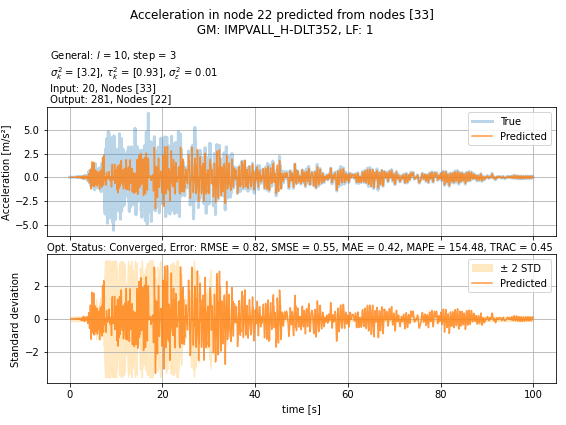 Acceleration in node 22 predicted from nodes [33]
GM: IMPVALL_H-DLT352, LF: 1
General: l = 10, step = 3
σ²ₖ = [3.2], τ²ₖ = [0.93], σ²ε = 0.01
Input: 20, Nodes [33]
Output: 281, Nodes [22]
Acceleration [m/s²]
5.0
2.5
0.0
−2.5
−5.0
True
Predicted
Opt. Status: Converged, Error: RMSE = 0.82, SMSE = 0.55, MAE = 0.42, MAPE = 154.48, TRAC = 0.45
Standard deviation
2
0
−2
± 2 STD
Predicted
0 20 40 60 80 100
time [s]